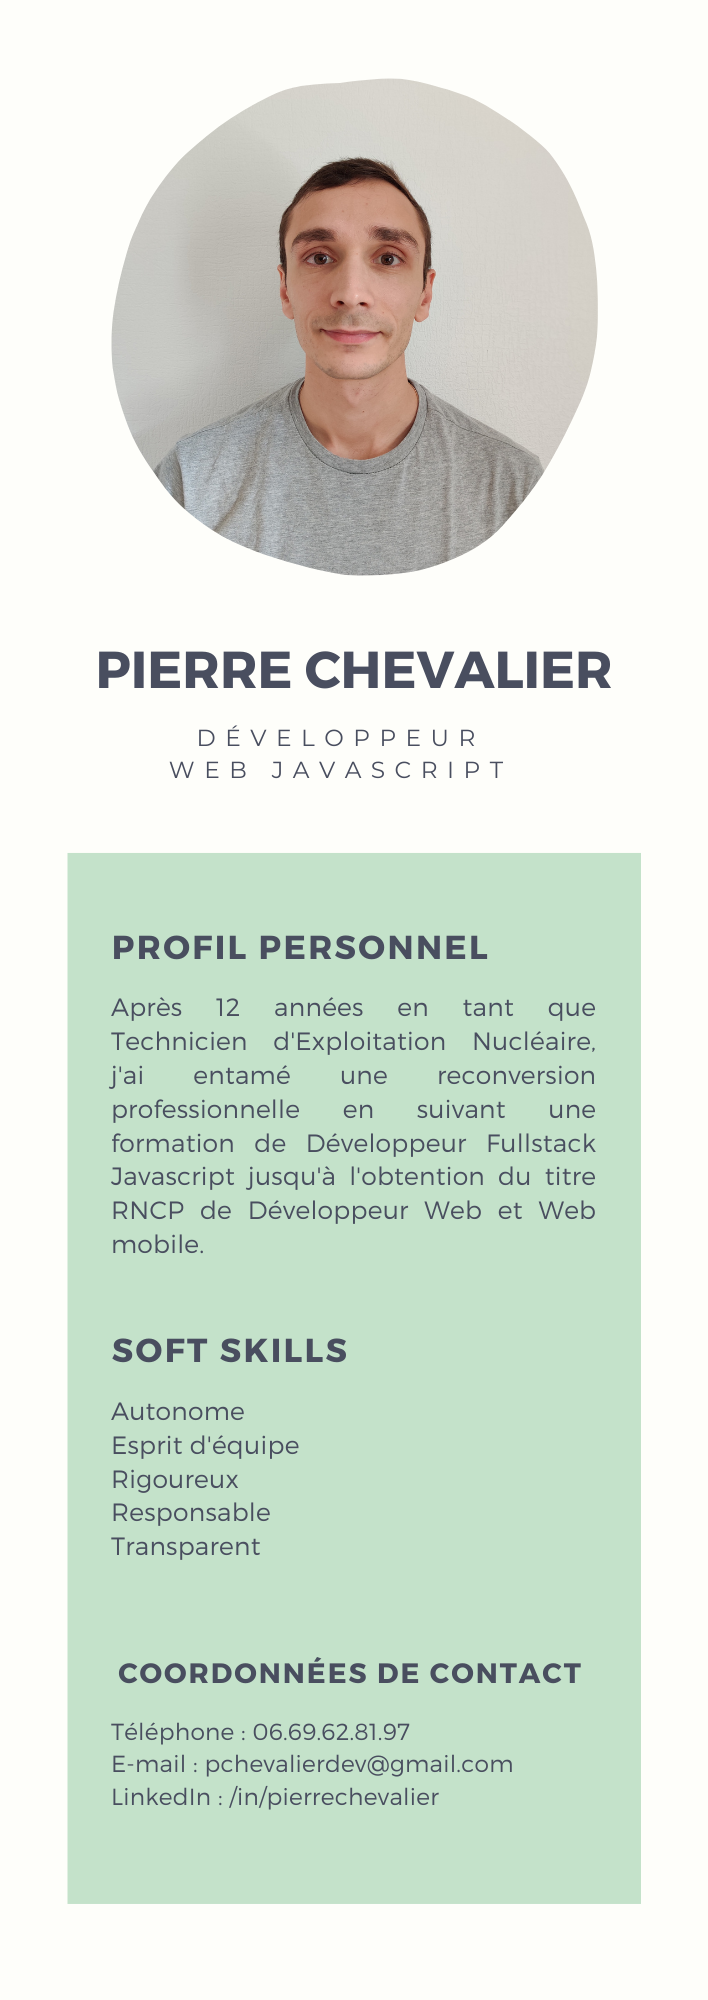 PIERRE CHEVALIER
DÉVELOPPEUR
WEB JAVASCRIPT
PROFIL PERSONNEL
Après 12 années en tant que
Technicien d'Exploitation Nucléaire,
j'ai entamé une reconversion
professionnelle en suivant une
formation de Développeur Fullstack
Javascript jusqu'à l'obtention du titre
RNCP de Développeur Web et Web
mobile.
SOFT SKILLS
Autonome
Esprit d'équipe
Rigoureux
Responsable
Transparent
COORDONNÉES DE CONTACT
Téléphone : 06.69.62.81.97
E-mail : pchevalierdev@gmail.com
LinkedIn : /in/pierrechevalier